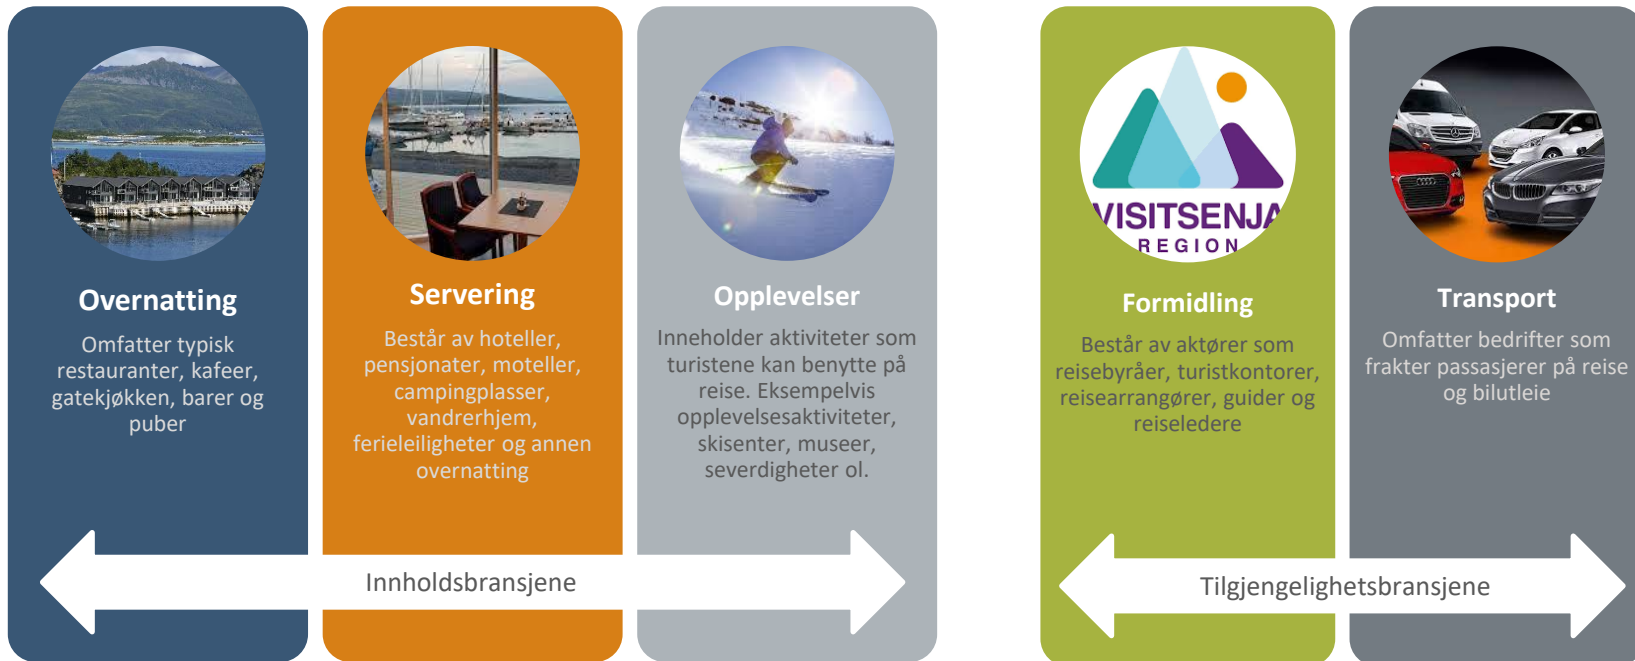 Overnatting
Omfatter typisk
restauranter, kafeer,
gatekjøkken, barer og
puber
Servering
Består av hoteller,
pensjonater, moteller,
campingplasser,
vandrerhjem,
ferieleiligheter og annen
overnatting
Opplevelser
Inneholder aktiviteter som
turistene kan benytte på
reise. Eksempelvis
opplevelsesaktiviteter,
skisenter, museer,
severdigheter ol.
Innholdsbransjene
VISITSENJA
REGION
Formidling
Består av aktører som
reisebyråer, turistkontorer,
reisearrangører, guider og
reiseledere
Transport
Omfatter bedrifter som
frakter passasjerer på reise
og bilutleie
Tilgjengelighetsbransjene